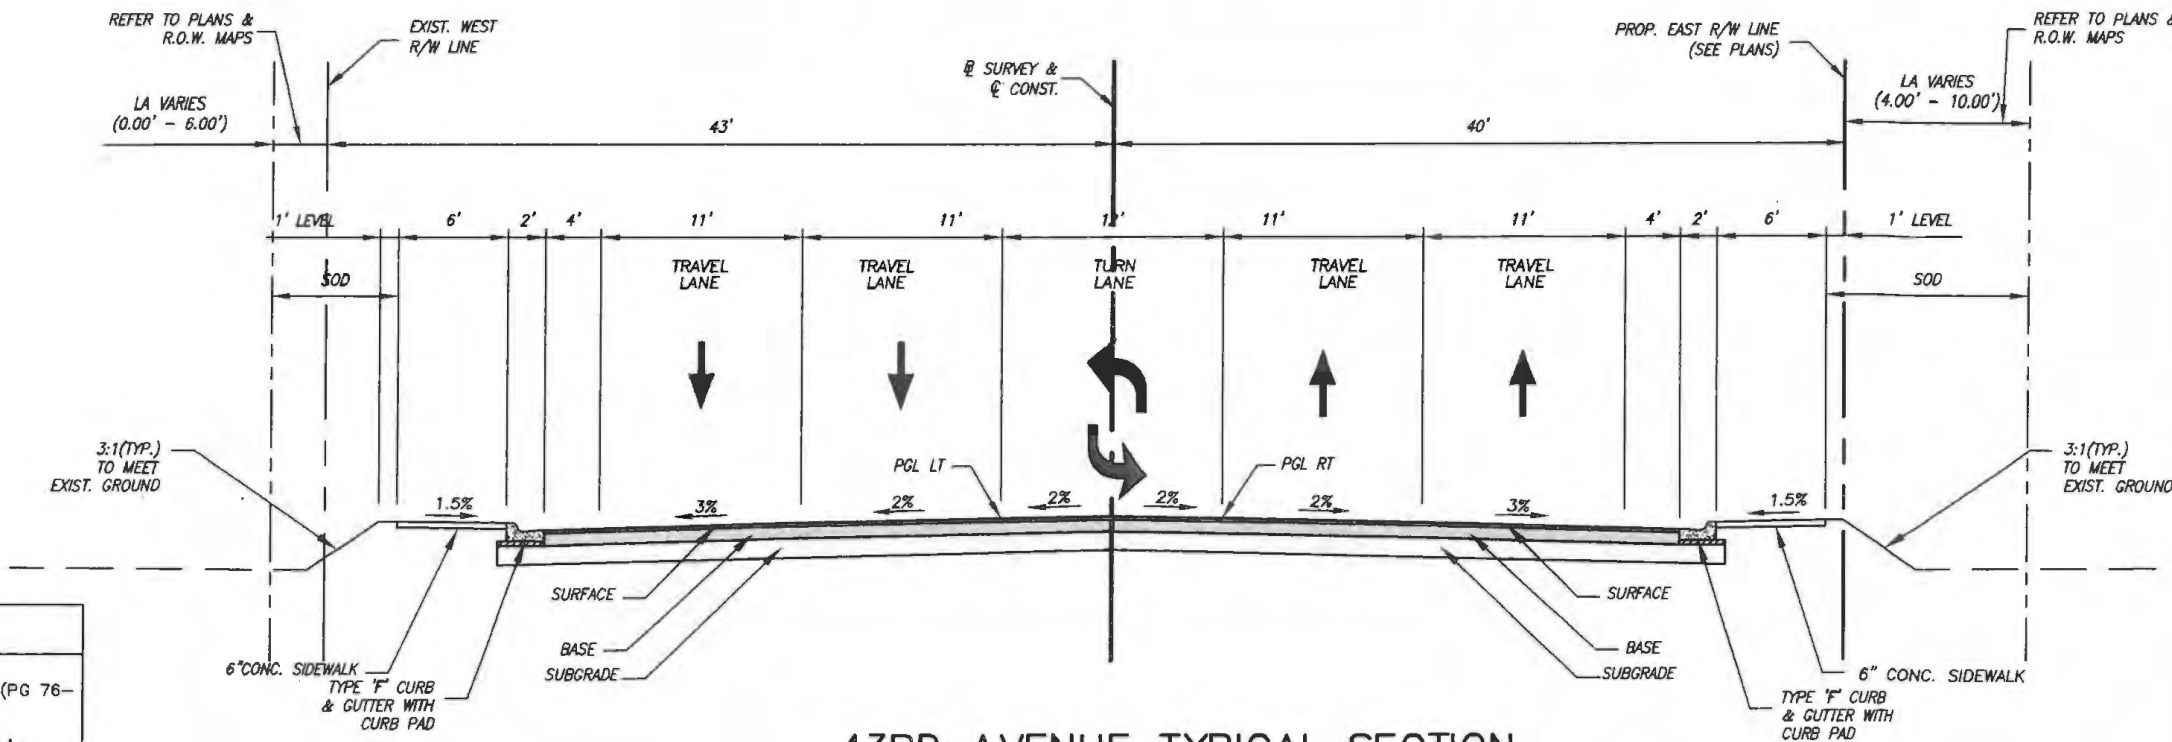 REFER TO PLANS &
R.O.W. MAPS
EXIST. WEST
R/W LINE
℄ SURVEY &
℄ CONST.
PROP. EAST R/W LINE
(SEE PLANS)
REFER TO PLANS &
R.O.W. MAPS
LA VARIES
(0.00' - 6.00')
43'
40'
LA VARIES
(4.00' - 10.00')
1' LEVEL
6'
2'
4'
11'
11'
12'
11'
11'
4'
2'
6'
1' LEVEL
SOD
TRAVEL
LANE
TRAVEL
LANE
TURN
LANE
TRAVEL
LANE
TRAVEL
LANE
SOD
3:1(TYP.)
TO MEET
EXIST. GROUND
PGL LT
PGL RT
3:1(TYP.)
TO MEET
EXIST. GROUND
1.5%
3%
2%
2%
2%
2%
3%
1.5%
SURFACE
BASE
SUBGRADE
6"CONC. SIDEWALK
TYPE 'F' CURB
& GUTTER WITH
CURB PAD
SURFACE
BASE
SUBGRADE
6" CONC. SIDEWALK
TYPE 'F' CURB
& GUTTER WITH
CURB PAD
(PG 76-
43RD AVENUE TYPICAL SECTION